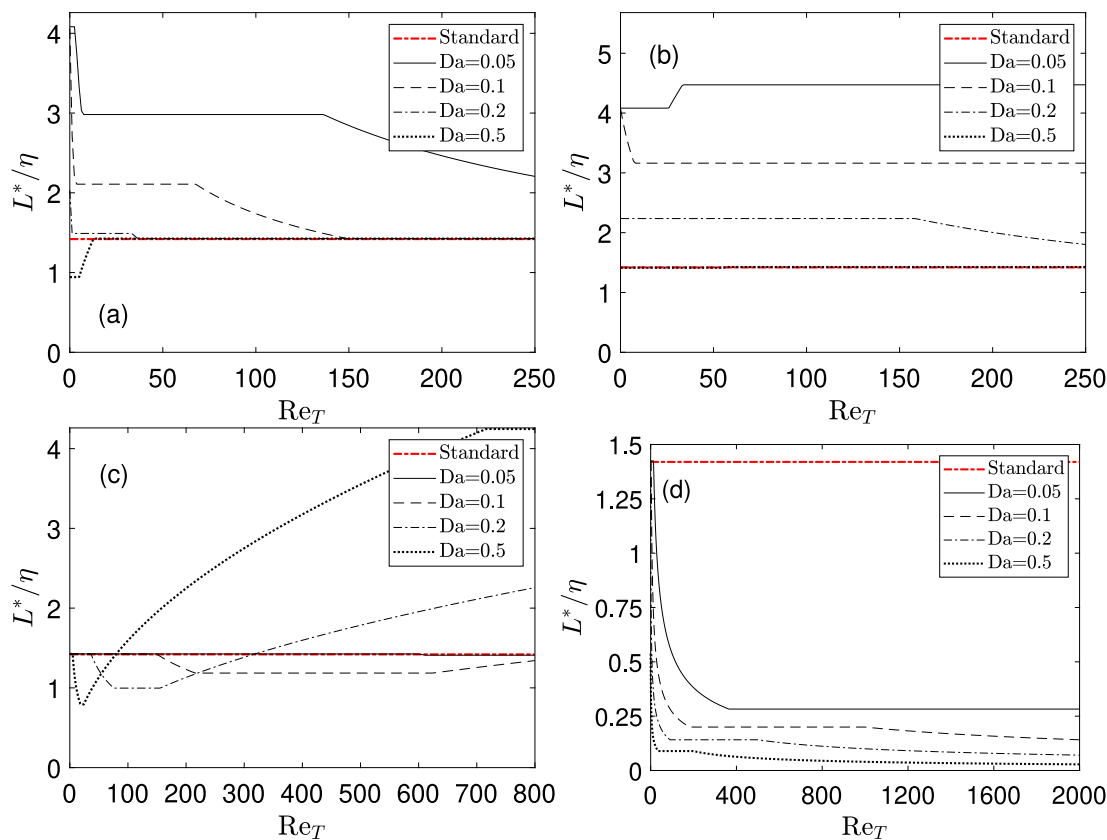 (a)
4
3
2
1
0
L*/η
0 50 100 150 200 250
Re_T
Standard
Da=0.05
Da=0.1
Da=0.2
Da=0.5
(b)
5
4
3
2
1
0
L*/η
0 50 100 150 200 250
Re_T
Standard
Da=0.05
Da=0.1
Da=0.2
Da=0.5
(c)
4
3
2
1
0
L*/η
0 100 200 300 400 500 600 700 800
Re_T
Standard
Da=0.05
Da=0.1
Da=0.2
Da=0.5
(d)
1.5
1.25
1
0.75
0.5
0.25
0
L*/η
0 400 800 1200 1600 2000
Re_T
Standard
Da=0.05
Da=0.1
Da=0.2
Da=0.5